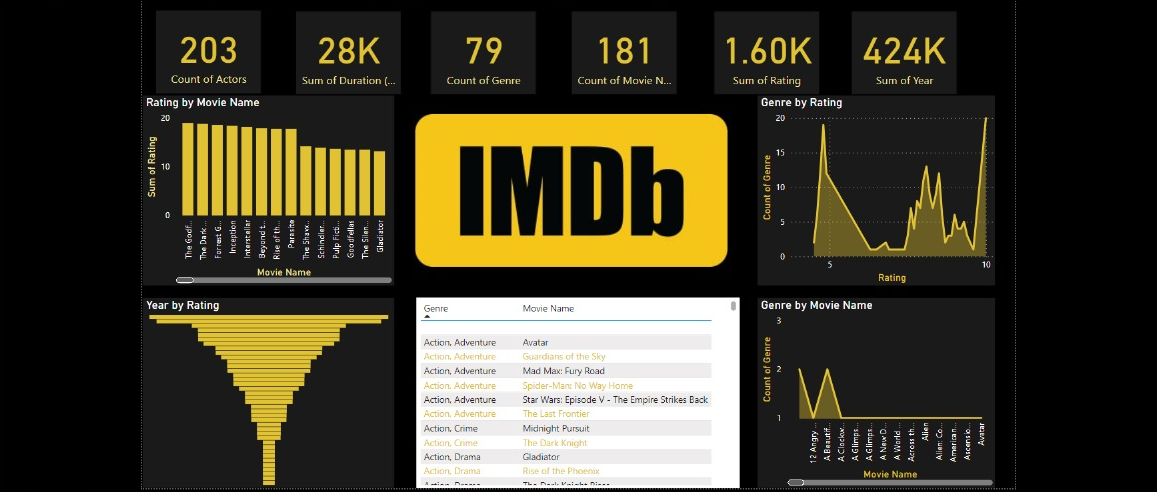 203
Count of Actors
28K
Sum of Duration (...
79
Count of Genre
181
Count of Movie N...
1.60K
Sum of Rating
424K
Sum of Year
Rating by Movie Name
Sum of Rating
20
10
0
The Godf...
The Dark...
Forrest G...
Inception
Interstellar
Beyond t...
Rise of th...
Parasite
The Shaw...
Schindler...
Pulp Ficti...
Goodfellas
The Silen...
Gladiator
Movie Name
IMDb
Genre by Rating
Count of Genre
20
15
10
5
0
5
10
Rating
Year by Rating
Genre Movie Name
Action, Adventure Avatar
Action, Adventure Guardians of the Sky
Action, Adventure Mad Max: Fury Road
Action, Adventure Spider-Man: No Way Home
Action, Adventure Star Wars: Episode V - The Empire Strikes Back
Action, Adventure The Last Frontier
Action, Crime Midnight Pursuit
Action, Crime The Dark Knight
Action, Drama Gladiator
Action, Drama Rise of the Phoenix
Action, Drama The Dark Knight Rises
Genre by Movie Name
Count of Genre
3
2
1
12 Angry ...
A Beautif...
A Clockw...
A Glimps...
A Glimps...
A New D...
A World ...
Across th...
Alien
Alien: Co...
American...
Ascensio...
Avatar
Movie Name